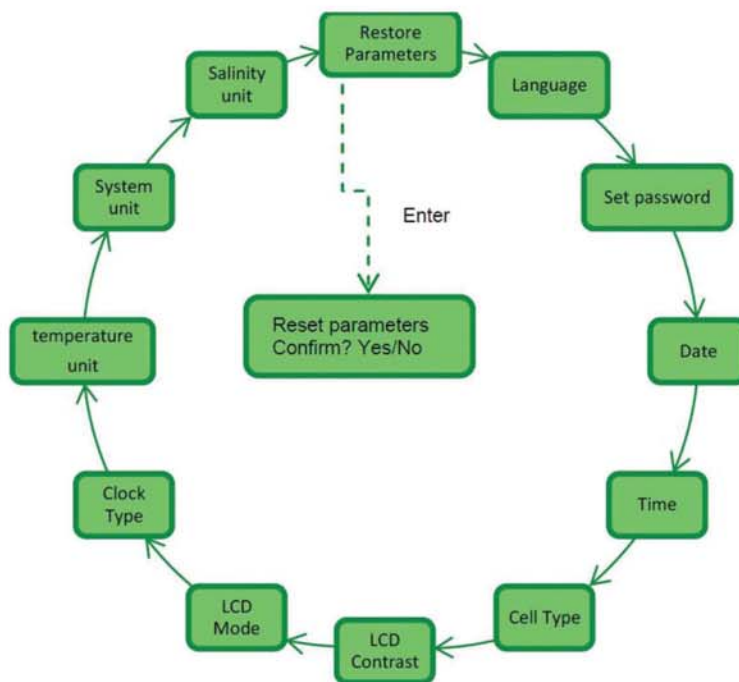 Restore
Parameters
Language
Set password
Date
Time
Cell Type
LCD
Contrast
LCD
Mode
Clock
Type
temperature
unit
System
unit
Salinity
unit
Enter
Reset parameters
Confirm? Yes/No